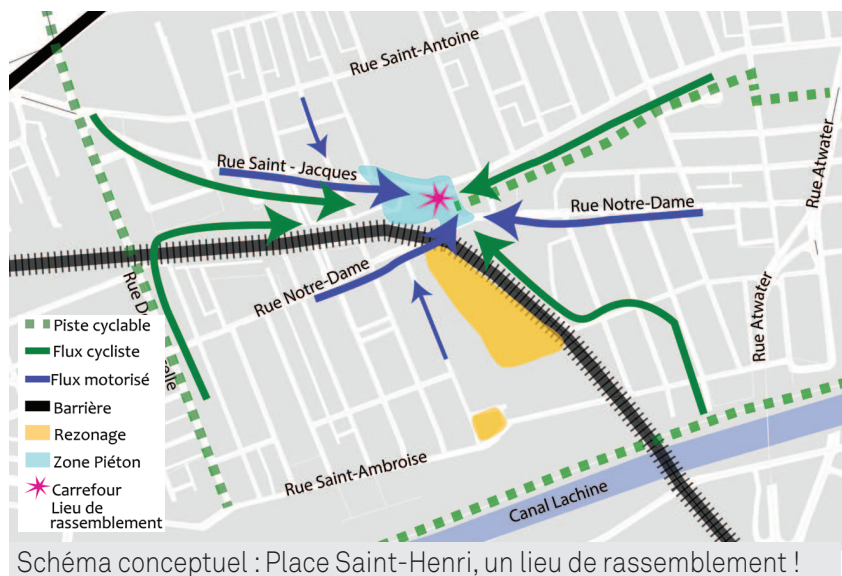 Rue Saint-Antoine
Rue Saint - Jacques
Rue Notre-Dame
Rue Atwater
Rue Notre-Dame
Rue Atwater
Rue D
elle
Piste cyclable
Flux cycliste
Flux motorisé
Barrière
Rezonage
Zone Piéton
Carrefour
Lieu de
rassemblement
Rue Saint-Ambroise
Canal Lachine
Schéma conceptuel : Place Saint-Henri, un lieu de rassemblement !